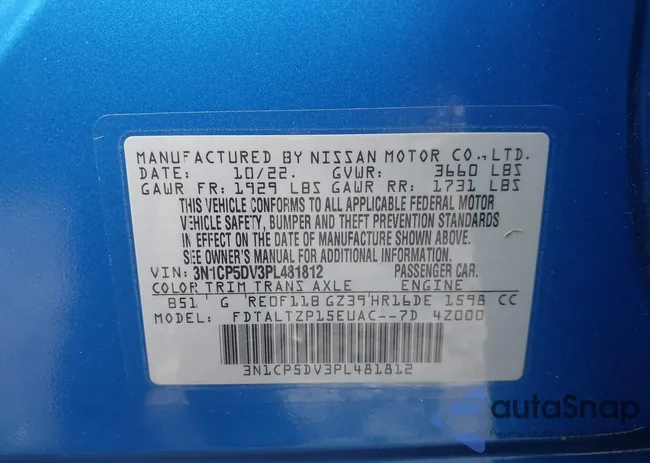 MANUFACTURED BY NISSAN MOTOR CO.,LTD.
DATE: 10/22. GVWR: 3660 LBS
GAWR FR: 1929 LBS GAWR RR: 1731 LBS
THIS VEHICLE CONFORMS TO ALL APPLICABLE FEDERAL MOTOR
VEHICLE SAFETY, BUMPER AND THEFT PREVENTION STANDARDS
IN EFFECT ON THE DATE OF MANUFACTURE SHOWN ABOVE.
SEE OWNER'S MANUAL FOR ADDITIONAL INFORMATION.
VIN: 3N1CP5DV3PL481812 PASSENGER CAR.
COLOR TRIM TRANS AXLE ENGINE
B51 G RE0F11B GZ39 HR16DE 1598 CC
MODEL: FDTALTZP15EUAC--7D 4Z000
3N1CP5DV3PL481812
autaSnap